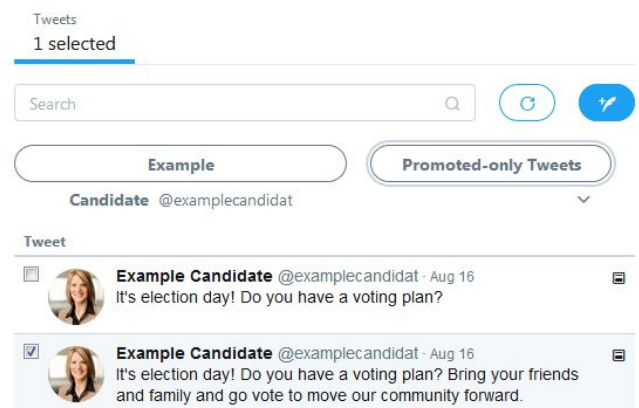 Tweets
1 selected
Search
Example
Promoted-only Tweets
Candidate @examplecandidat
Tweet
Example Candidate @examplecandidat · Aug 16
It's election day! Do you have a voting plan?
Example Candidate @examplecandidat · Aug 16
It's election day! Do you have a voting plan? Bring your friends
and family and go vote to move our community forward.